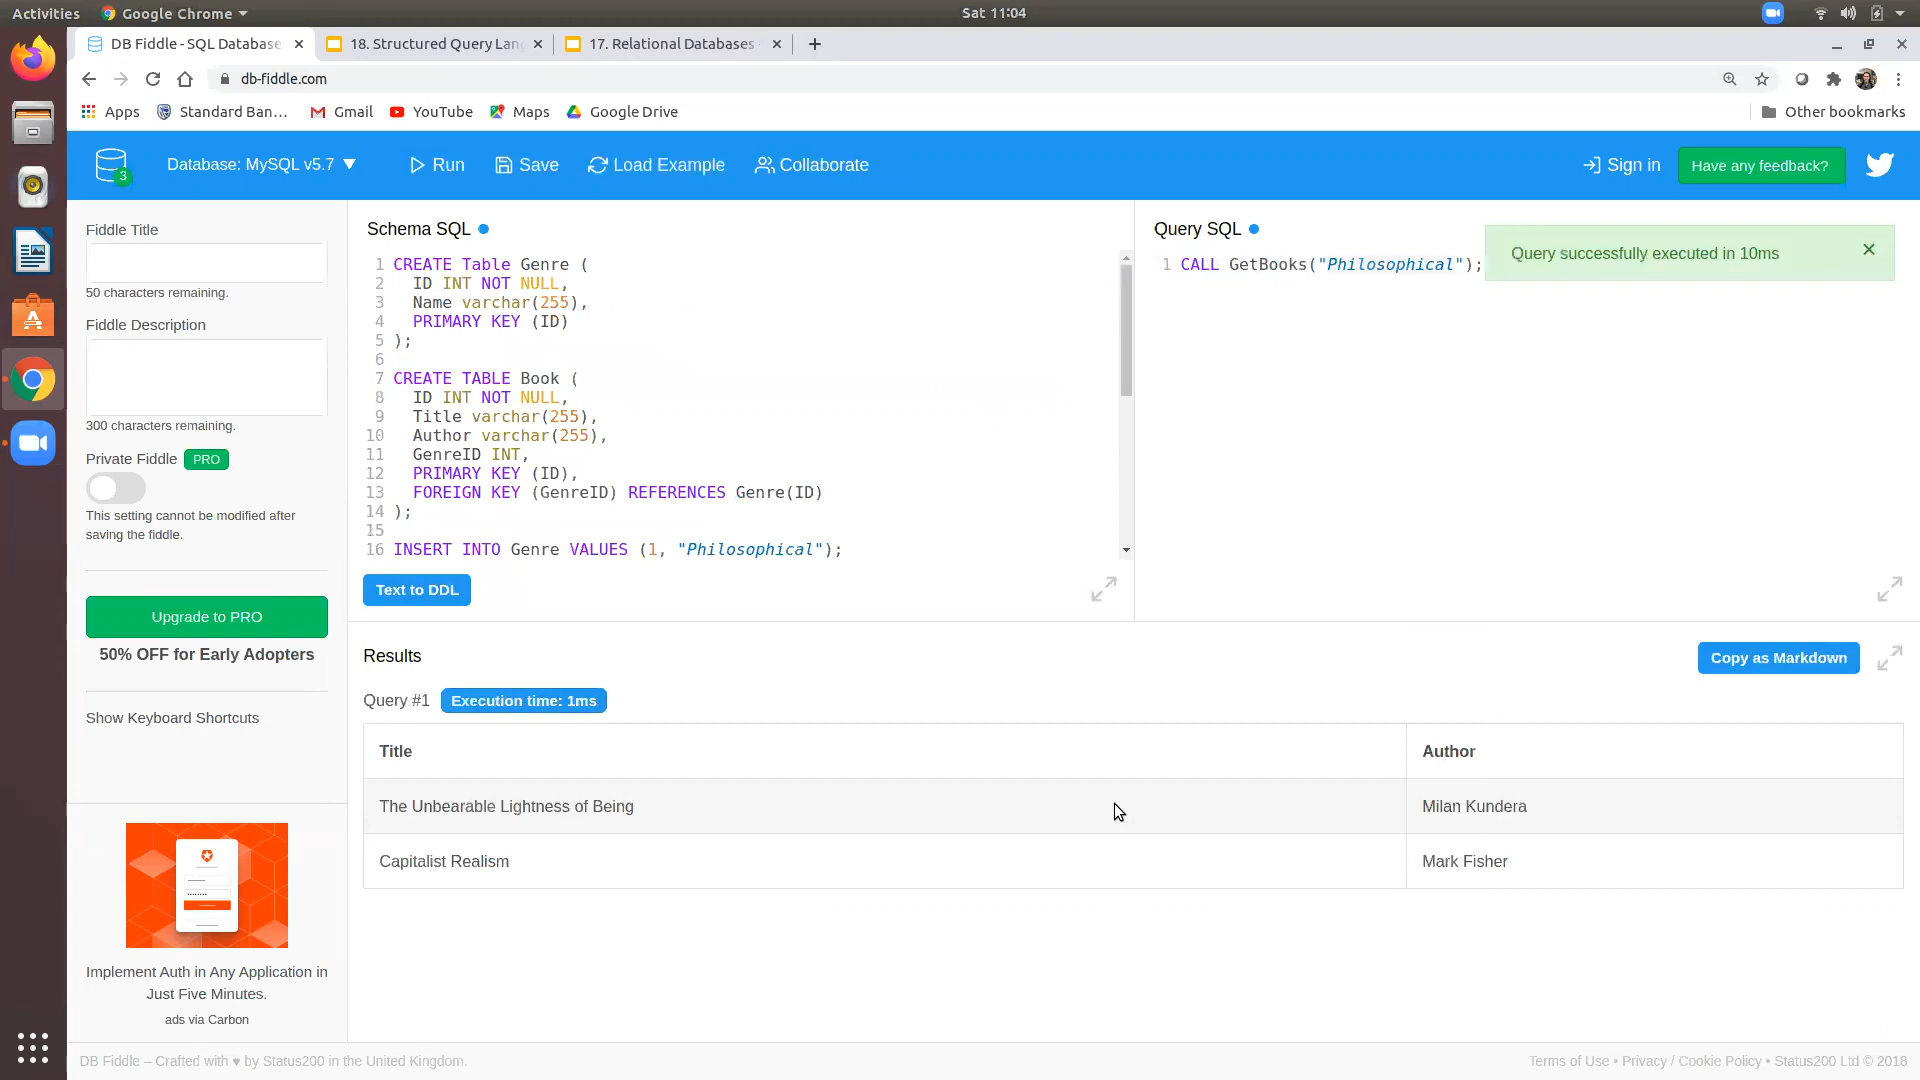 Activities
Google Chrome
Sat 11:04
DB Fiddle - SQL Database
18. Structured Query Lan
17. Relational Databases
db-fiddle.com
Apps
Standard Ban...
Gmail
YouTube
Maps
Google Drive
Other bookmarks
3
Database: MySQL v5.7 ▼
Run
Save
Load Example
Collaborate
Sign in
Have any feedback?
Fiddle Title
50 characters remaining.
Fiddle Description
300 characters remaining.
Private Fiddle PRO
This setting cannot be modified after
saving the fiddle.
Upgrade to PRO
50% OFF for Early Adopters
Show Keyboard Shortcuts
Implement Auth in Any Application in
Just Five Minutes.
ads via Carbon
Schema SQL
1 CREATE Table Genre (
2 ID INT NOT NULL,
3 Name varchar(255),
4 PRIMARY KEY (ID)
5 );
6
7 CREATE TABLE Book (
8 ID INT NOT NULL,
9 Title varchar(255),
10 Author varchar(255),
11 GenreID INT,
12 PRIMARY KEY (ID),
13 FOREIGN KEY (GenreID) REFERENCES Genre(ID)
14 );
15
16 INSERT INTO Genre VALUES (1, "Philosophical");
Text to DDL
Query SQL
1 CALL GetBooks("Philosophical");
Query successfully executed in 10ms
Results
Copy as Markdown
Query #1 Execution time: 1ms
Title Author
The Unbearable Lightness of Being Milan Kundera
Capitalist Realism Mark Fisher
DB Fiddle – Crafted with ♥ by Status200 in the United Kingdom.
Terms of Use • Privacy / Cookie Policy • Status200 Ltd © 2018